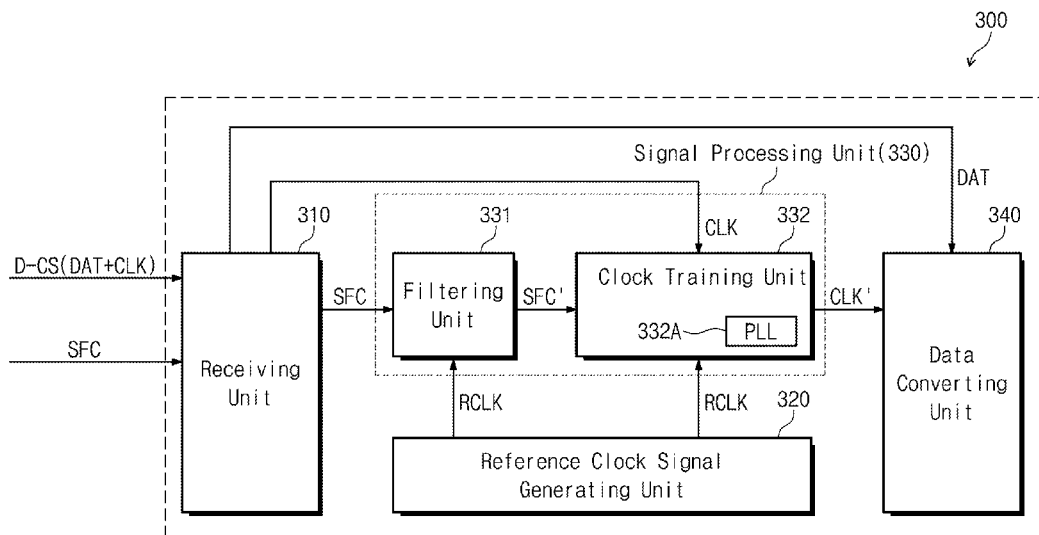 300
Signal Processing Unit(330)
DAT
310
331
CLK
332
340
D-CS(DAT+CLK)
SFC
Filtering
Unit
SFC'
Clock Training Unit
332A
PLL
CLK'
SFC
Receiving
Unit
Data
Converting
Unit
RCLK
RCLK
320
Reference Clock Signal
Generating Unit